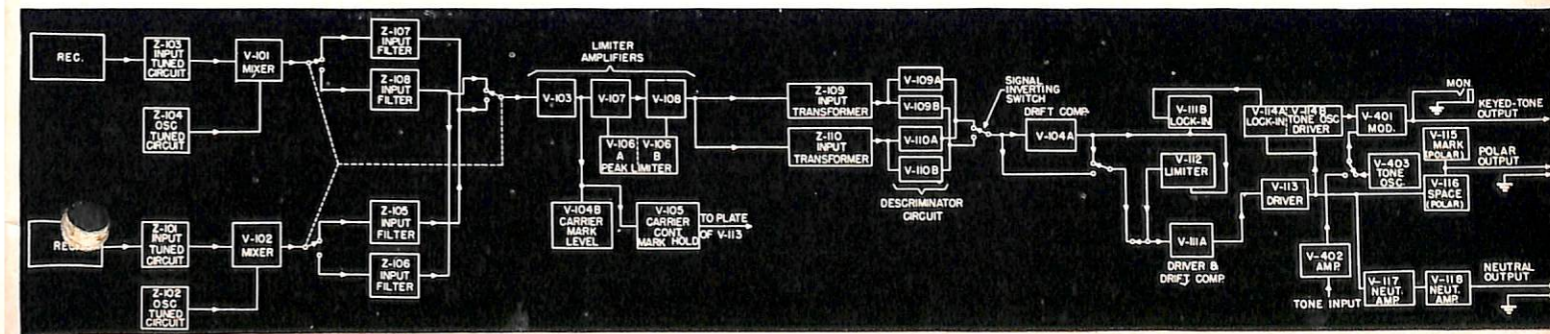 REC.
Z-103
INPUT
TUNED
CIRCUIT
V-101
MIXER
Z-104
OSC
TUNED
CIRCUIT
Z-107
INPUT
FILTER
Z-108
INPUT
FILTER
REC.
Z-101
INPUT
TUNED
CIRCUIT
V-102
MIXER
Z-102
OSC
TUNED
CIRCUIT
Z-105
INPUT
FILTER
Z-106
INPUT
FILTER
LIMITER
AMPLIFIERS
V-103
V-107
V-108
V-106 V-106
A B
PEAK LIMITER
V-104B
CARRIER
MARK
LEVEL
V-105
CARRIER
CONT
MARK HOLD
TO PLATE
OF V-113
Z-109
INPUT
TRANSFORMER
Z-110
INPUT
TRANSFORMER
V-109A
V-109B
V-110A
V-110B
DESCRIMINATOR
CIRCUIT
SIGNAL
INVERTING
SWITCH
DRIFT COMP.
V-104A
V-111B
LOCK-IN
V-112
LIMITER
V-111A
DRIVER &
DRIFT COMP.
V-113
DRIVER
V-114A V-114B
LOCK-IN TONE OSC
DRIVER
V-401
MOD.
MON
KEYED-TONE
OUTPUT
V-403
TONE
OSC.
V-115
MARK
(POLAR)
POLAR
OUTPUT
V-116
SPACE
(POLAR)
V-402
AMP.
TONE INPUT
V-117
NEUT.
AMP.
V-118
NEUT.
AMP.
NEUTRAL
OUTPUT